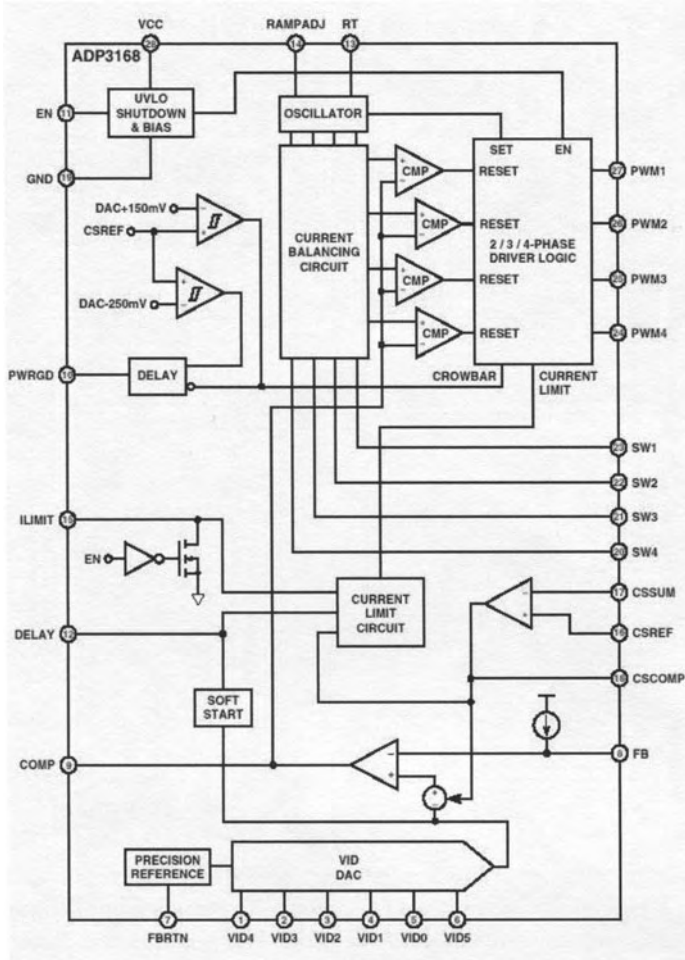 VCC RAMPADJ RT
28 14 13
ADP3168
EN 11
UVLO
SHUTDOWN
& BIAS
OSCILLATOR
SET EN
GND 19
CMP RESET 27 PWM1
DAC+150mV
CSREF
CMP RESET 26 PWM2
CURRENT
BALANCING
CIRCUIT
2 / 3 / 4-PHASE
DRIVER LOGIC
DAC-250mV
CMP RESET 25 PWM3
CMP RESET 24 PWM4
PWRGD 10 DELAY
CROWBAR CURRENT
LIMIT
23 SW1
22 SW2
ILIMIT 15
21 SW3
EN
20 SW4
CURRENT
LIMIT
CIRCUIT
17 CSSUM
DELAY 12
16 CSREF
18 CSCOMP
SOFT
START
COMP 9
8 FB
PRECISION
REFERENCE
VID
DAC
7 1 2 3 4 5 6
FBRTN VID4 VID3 VID2 VID1 VID0 VID5